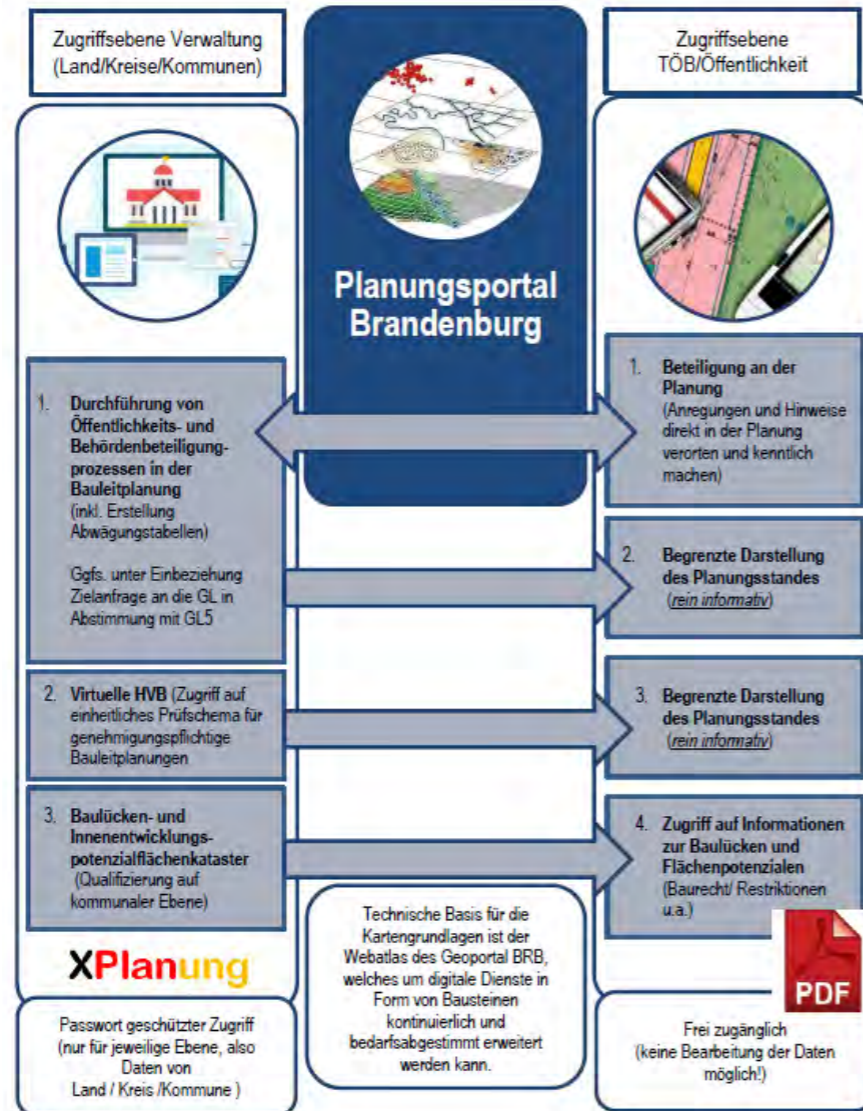 Zugriffsebene Verwaltung
(Land/Kreise/Kommunen)
Planungsportal
Brandenburg
Zugriffsebene
TÖB/Öffentlichkeit
1. Durchführung von
Öffentlichkeits- und
Behördenbeteiligung-
prozessen in der
Bauleitplanung
(inkl. Erstellung
Abwägungstabellen)
Ggfs. unter Einbeziehung
Zielanfrage an die GL in
Abstimmung mit GL5
2. Virtuelle HVB (Zugriff auf
einheitliches Prüfschema für
genehmigungspflichtige
Bauleitplanungen
3. Baulücken- und
Innenentwicklungs-
potenzialflächenkataster
(Qualifizierung auf
kommunaler Ebene)
XPlanung
Passwort geschützter Zugriff
(nur für jeweilige Ebene, also
Daten von
Land / Kreis /Kommune )
Technische Basis für die
Kartengrundlagen ist der
Webatlas des Geoportal BRB,
welches um digitale Dienste in
Form von Bausteinen
kontinuierlich und
bedarfsabgestimmt erweitert
werden kann.
1. Beteiligung an der
Planung
(Anregungen und Hinweise
direkt in der Planung
verorten und kenntlich
machen)
2. Begrenzte Darstellung
des Planungsstandes
(rein informativ)
3. Begrenzte Darstellung
des Planungsstandes
(rein informativ)
4. Zugriff auf Informationen
zur Baulücken und
Flächenpotenzialen
(Baurecht/ Restriktionen
u.a.)
PDF
Frei zugänglich
(keine Bearbeitung der Daten
möglich!)